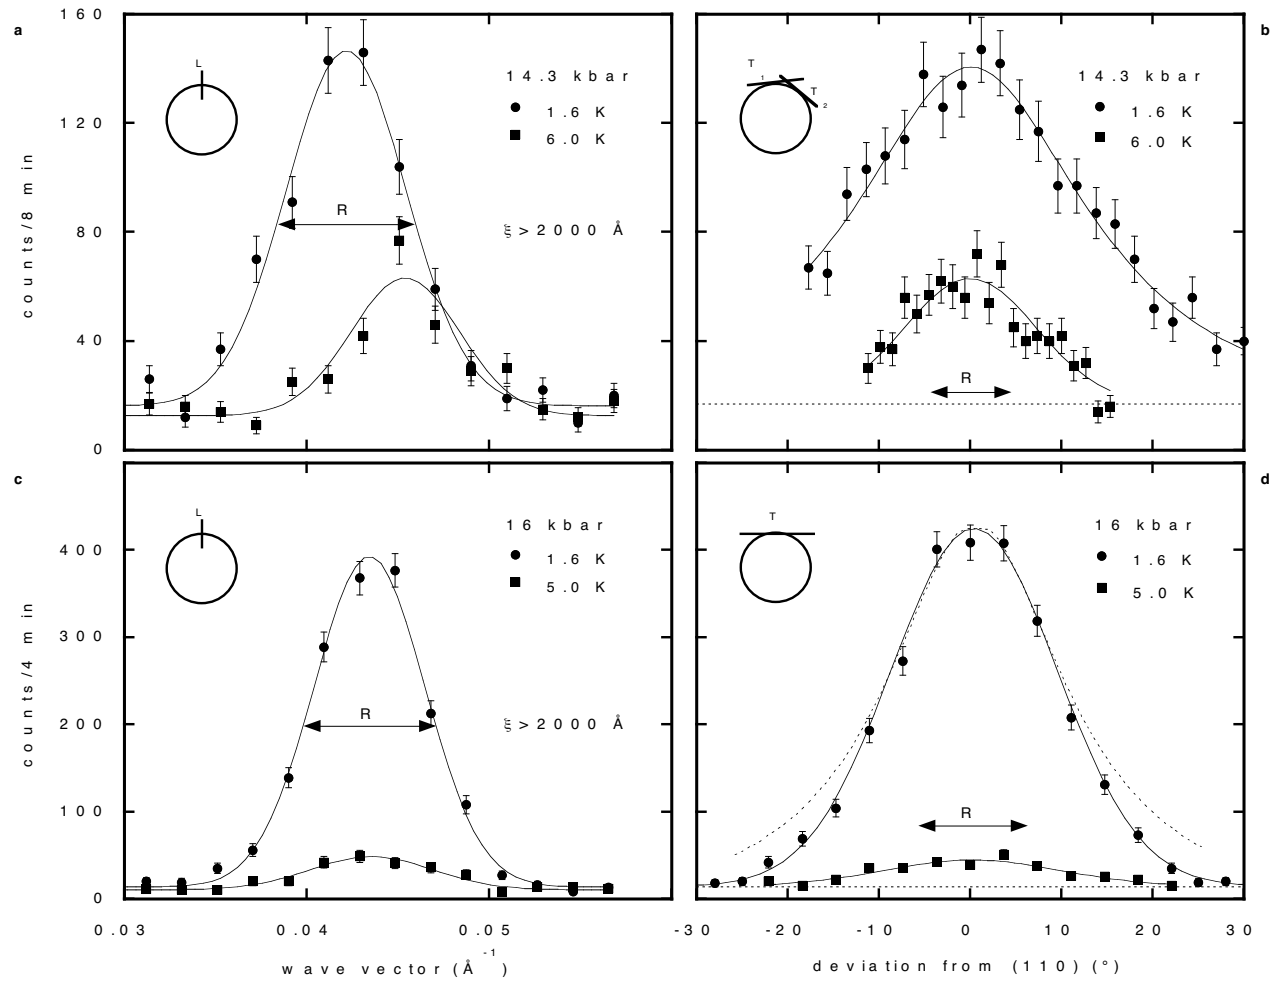 a
160
120
80
40
0
counts/8 min
L
14.3 kbar
1.6 K
6.0 K
R
ξ>2000 Å
b
T
1
T
2
14.3 kbar
1.6 K
6.0 K
R
c
400
300
200
100
0
counts/4 min
L
16 kbar
1.6 K
5.0 K
R
ξ>2000 Å
0.03 0.04 0.05
wave vector (Å-1)
d
T
16 kbar
1.6 K
5.0 K
R
-30 -20 -10 0 10 20 30
deviation from (110) (°)